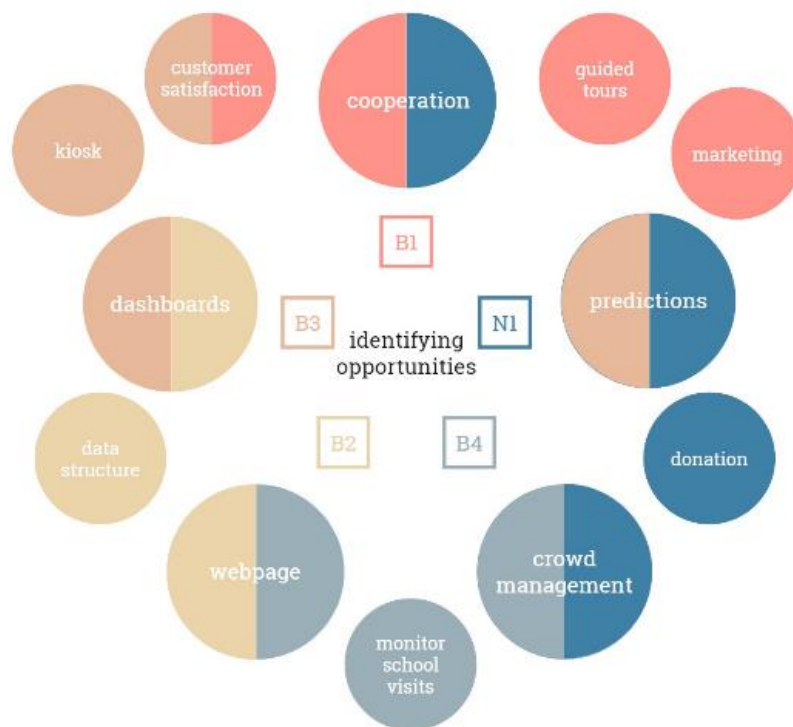 customer
satisfaction
cooperation
guided
tours
kiosk
marketing
B1
dashboards
predictions
B3
N1
identifying
opportunities
data
structure
B2
B4
donation
webpage
crowd
management
monitor
school
visits